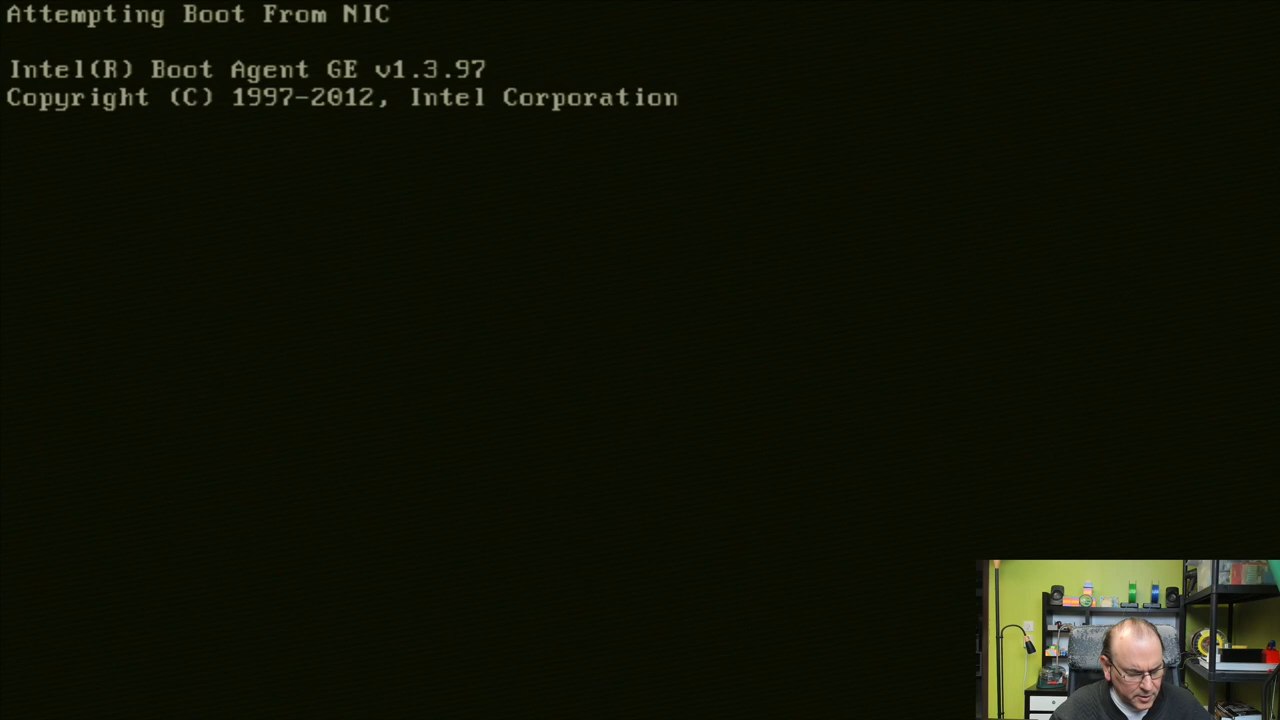 Attempting Boot From NIC
Intel(R) Boot Agent GE v1.3.97
Copyright (C) 1997-2012, Intel Corporation